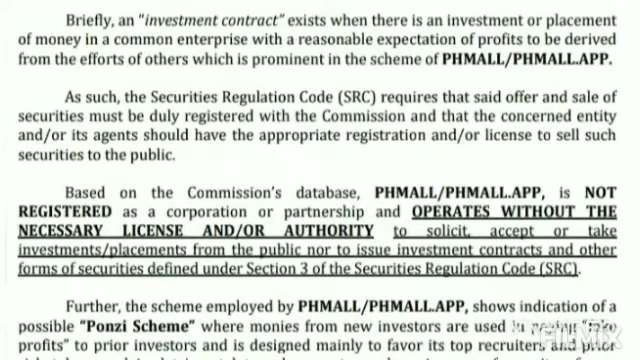 Briefly, an "investment contract" exists when there is an investment or placement
of money in a common enterprise with a reasonable expectation of profits to be derived
from the efforts of others which is prominent in the scheme of PHMALL/PHMALL.APP.
As such, the Securities Regulation Code (SRC) requires that said offer and sale of
securities must be duly registered with the Commission and that the concerned entity
and/or its agents should have the appropriate registration and/or license to sell such
securities to the public.
Based on the Commission's database, PHMALL/PHMALL.APP, is NOT
REGISTERED as a corporation or partnership and OPERATES WITHOUT THE
NECESSARY LICENSE AND/OR AUTHORITY to solicit, accept or take
investments/placements from the public nor to issue investment contracts and other
forms of securities defined under Section 3 of the Securities Regulation Code (SRC).
Further, the scheme employed by PHMALL/PHMALL.APP, shows indication of a
possible "Ponzi Scheme" where monies from new investors are used in paying "fake
profits" to prior investors and is designed mainly to favor its top recruiters and prior